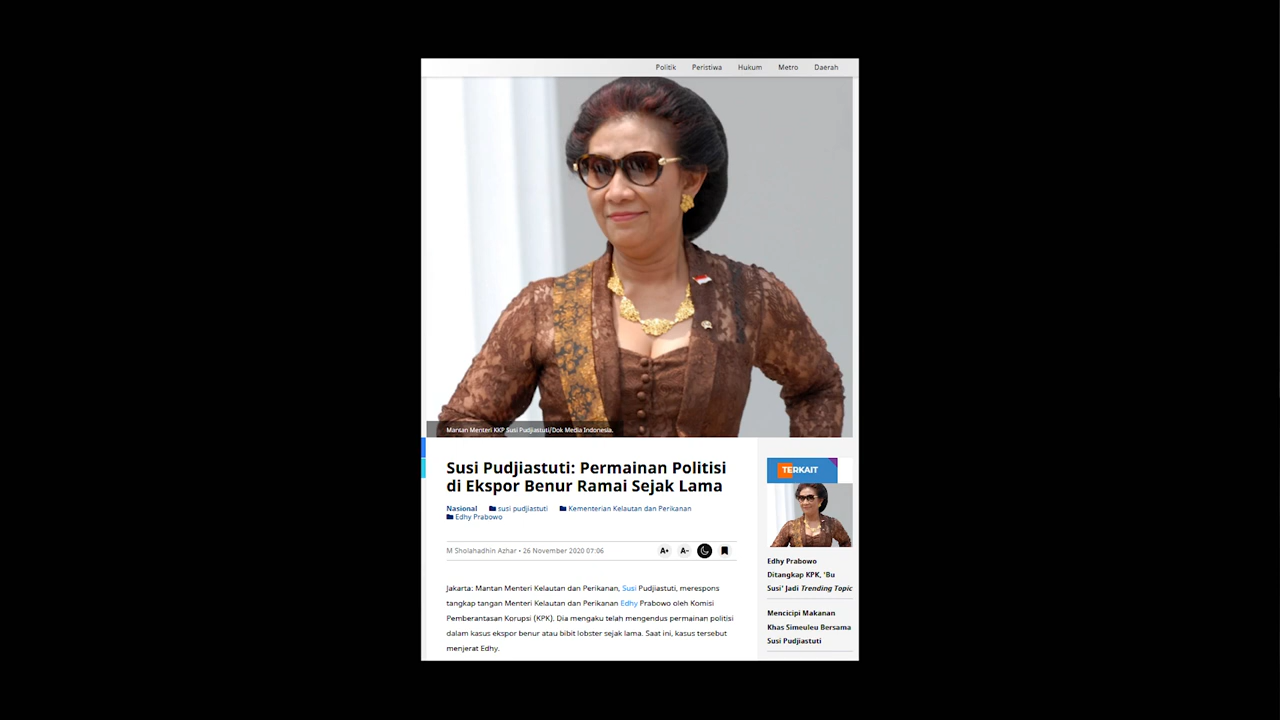 Politik Peristiwa Hukum Metro Daerah
Mantan Menteri KKP Susi Pudjiastuti/Dok Media Indonesia.
Susi Pudjiastuti: Permainan Politisi
di Ekspor Benur Ramai Sejak Lama
Nasional susi pudjiastuti Kementerian Kelautan dan Perikanan
Edhy Prabowo
M Sholahadhin Azhar • 26 November 2020 07:06 A+ A-
Jakarta: Mantan Menteri Kelautan dan Perikanan, Susi Pudjiastuti, merespons
tangkap tangan Menteri Kelautan dan Perikanan Edhy Prabowo oleh Komisi
Pemberantasan Korupsi (KPK). Dia mengaku telah mengendus permainan politisi
dalam kasus ekspor benur atau bibit lobster sejak lama. Saat ini, kasus tersebut
menjerat Edhy.
TERKAIT
Edhy Prabowo
Ditangkap KPK, 'Bu
Susi' Jadi Trending Topic
Mencicipi Makanan
Khas Simeuleu Bersama
Susi Pudjiastuti